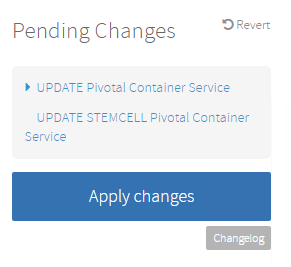 Pending Changes
Revert
UPDATE Pivotal Container Service
UPDATE STEMCELL Pivotal Container
Service
Apply changes
Changelog